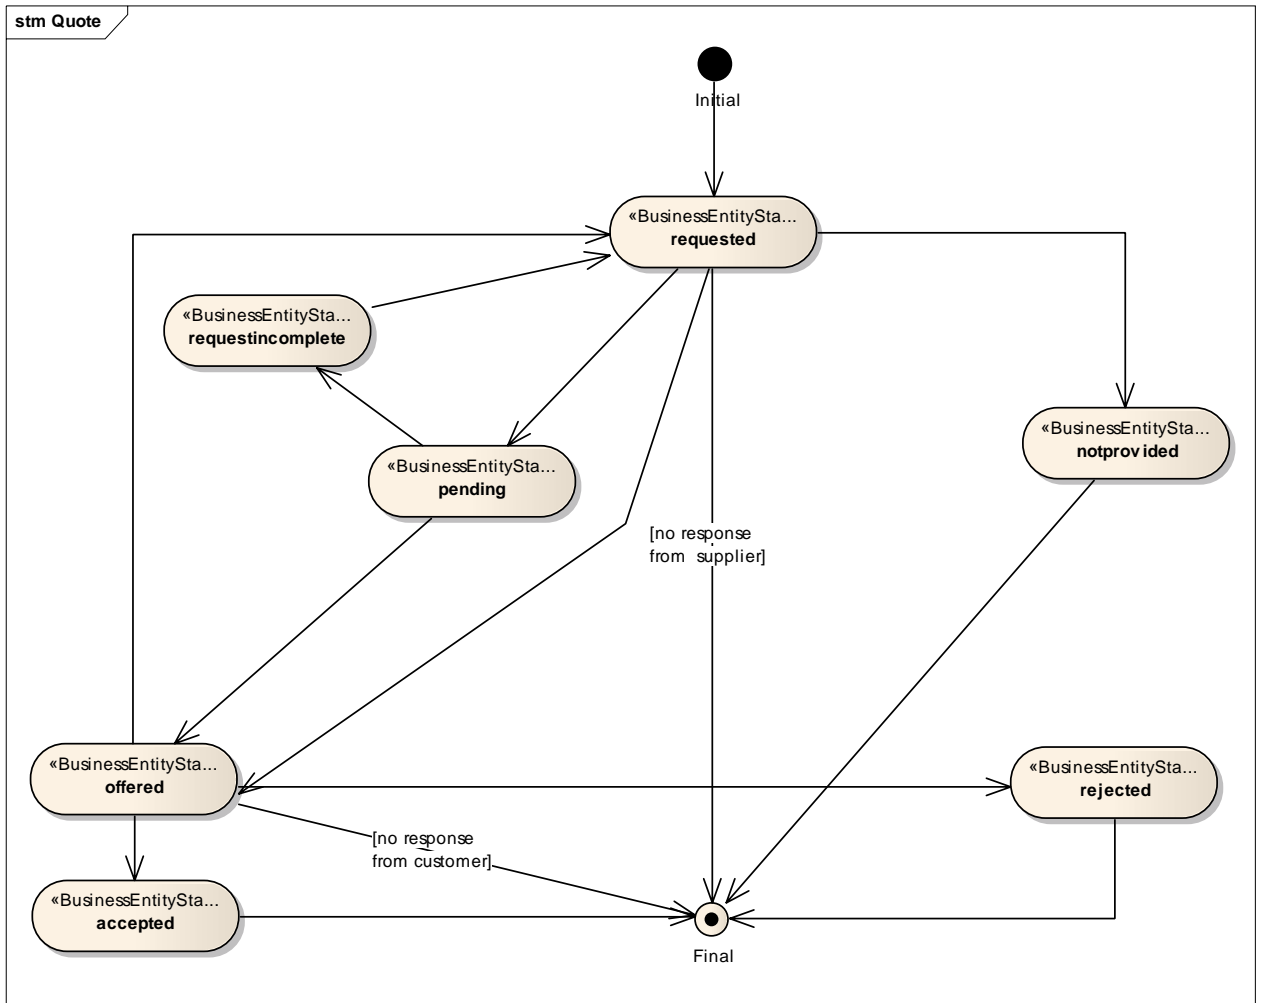 stm Quote
Initial
«BusinessEntitySta...
requested
«BusinessEntitySta...
requestincomplete
«BusinessEntitySta...
notprovided
«BusinessEntitySta...
pending
[no response
from supplier]
«BusinessEntitySta...
offered
«BusinessEntitySta...
rejected
[no response
from customer]
«BusinessEntitySta...
accepted
Final